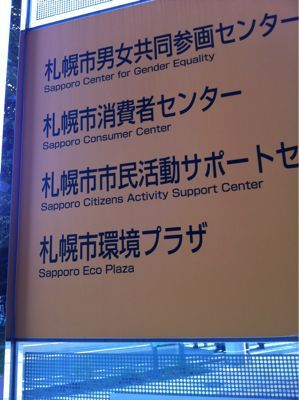 札幌市男女共同参画センター
Sapporo Center for Gender Equality
札幌市消費者センター
Sapporo Consumer Center
札幌市市民活動サポートセ
Sapporo Citizens Activity Support Center
札幌市環境プラザ
Sapporo Eco Plaza